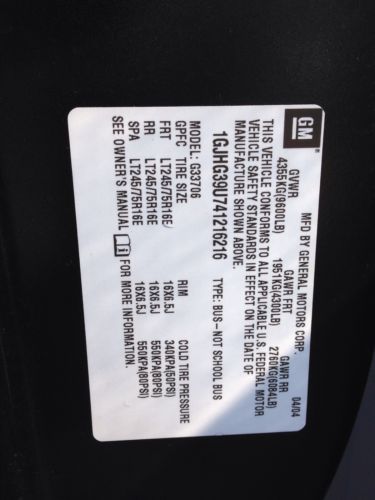 GM
MFD BY GENERAL MOTORS CORP. 04/04
GVWR GAWR FRT GAWR RR
4355KG(9600LB) 1951KG(4300LB) 2760KG(6084LB)
THIS VEHICLE CONFORMS TO ALL APPLICABLE U.S. FEDERAL MOTOR
VEHICLE SAFETY STANDARDS IN EFFECT ON THE DATE OF
MANUFACTURE SHOWN ABOVE.
1GJHG39U741216216 TYPE: BUS-NOT SCHOOL BUS
MODEL: G33706
GPFC TIRE SIZE RIM COLD TIRE PRESSURE
FRT LT245/75R16E/ 16X6.5J 340KPA(50PSI)
RR LT245/75R16E 16X6.5J 550KPA(80PSI)
SPA LT245/75R16E 16X6.5J 550KPA(80PSI)
SEE OWNER'S MANUAL FOR MORE INFORMATION.